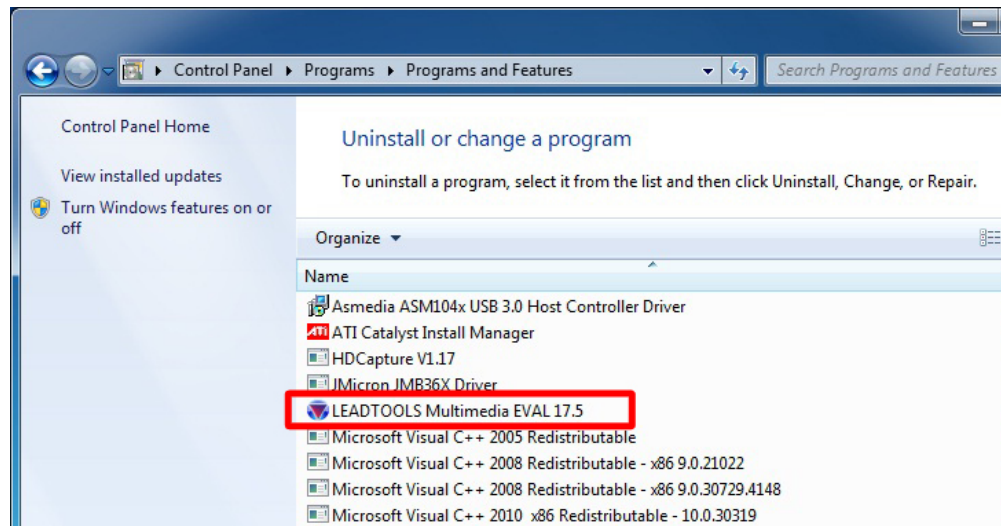 Control Panel ▸ Programs ▸ Programs and Features
Search Programs and Features
Control Panel Home
View installed updates
Turn Windows features on or
off
Uninstall or change a program
To uninstall a program, select it from the list and then click Uninstall, Change, or Repair.
Organize
Name
Asmedia ASM104x USB 3.0 Host Controller Driver
ATI ATI Catalyst Install Manager
HDCapture V1.17
JMicron JMB36X Driver
LEADTOOLS Multimedia EVAL 17.5
Microsoft Visual C++ 2005 Redistributable
Microsoft Visual C++ 2008 Redistributable - x86 9.0.21022
Microsoft Visual C++ 2008 Redistributable - x86 9.0.30729.4148
Microsoft Visual C++ 2010  x86 Redistributable - 10.0.30319